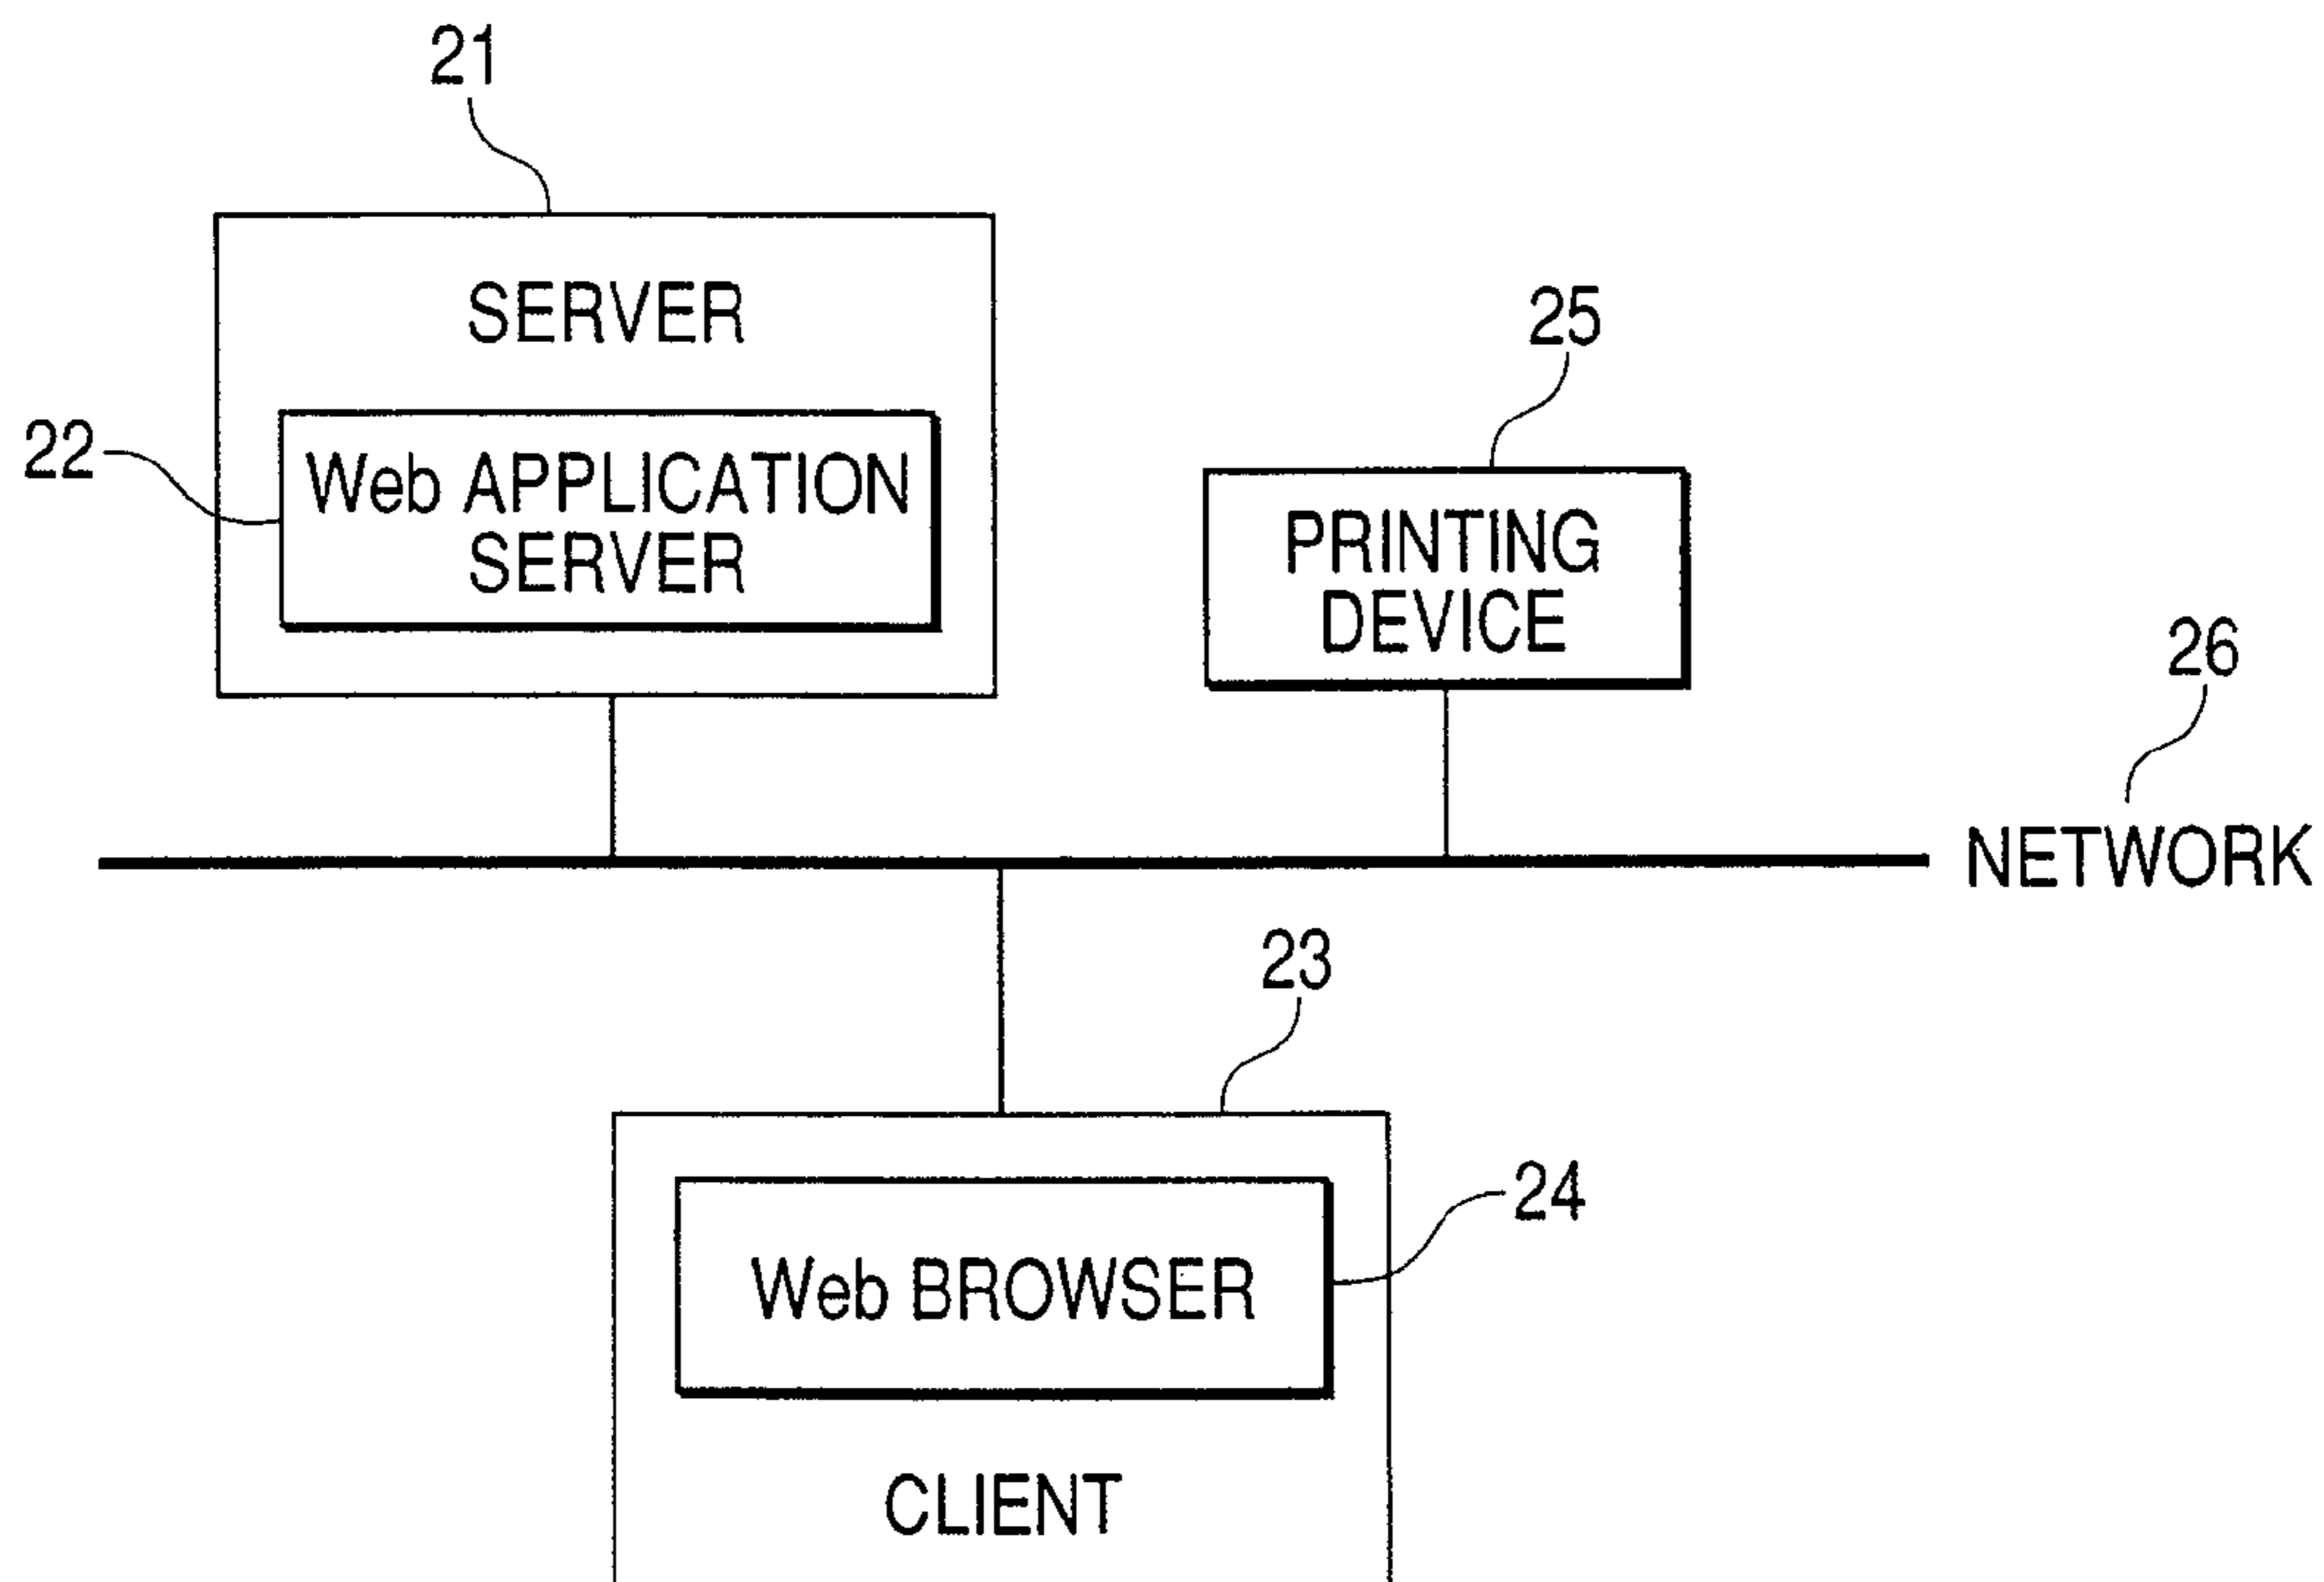 21
SERVER
25
22
Web APPLICATION
SERVER
PRINTING
DEVICE
26
NETWORK
23
24
Web BROWSER
CLIENT